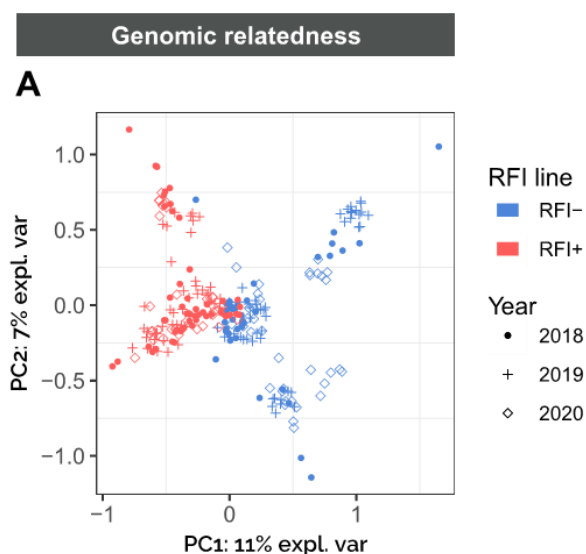 Genomic relatedness
A
PC2: 7% expl. var
1.0
0.5
0.0
−0.5
−1.0
−1
0
1
PC1: 11% expl. var
RFI line
RFI−
RFI+
Year
2018
2019
2020